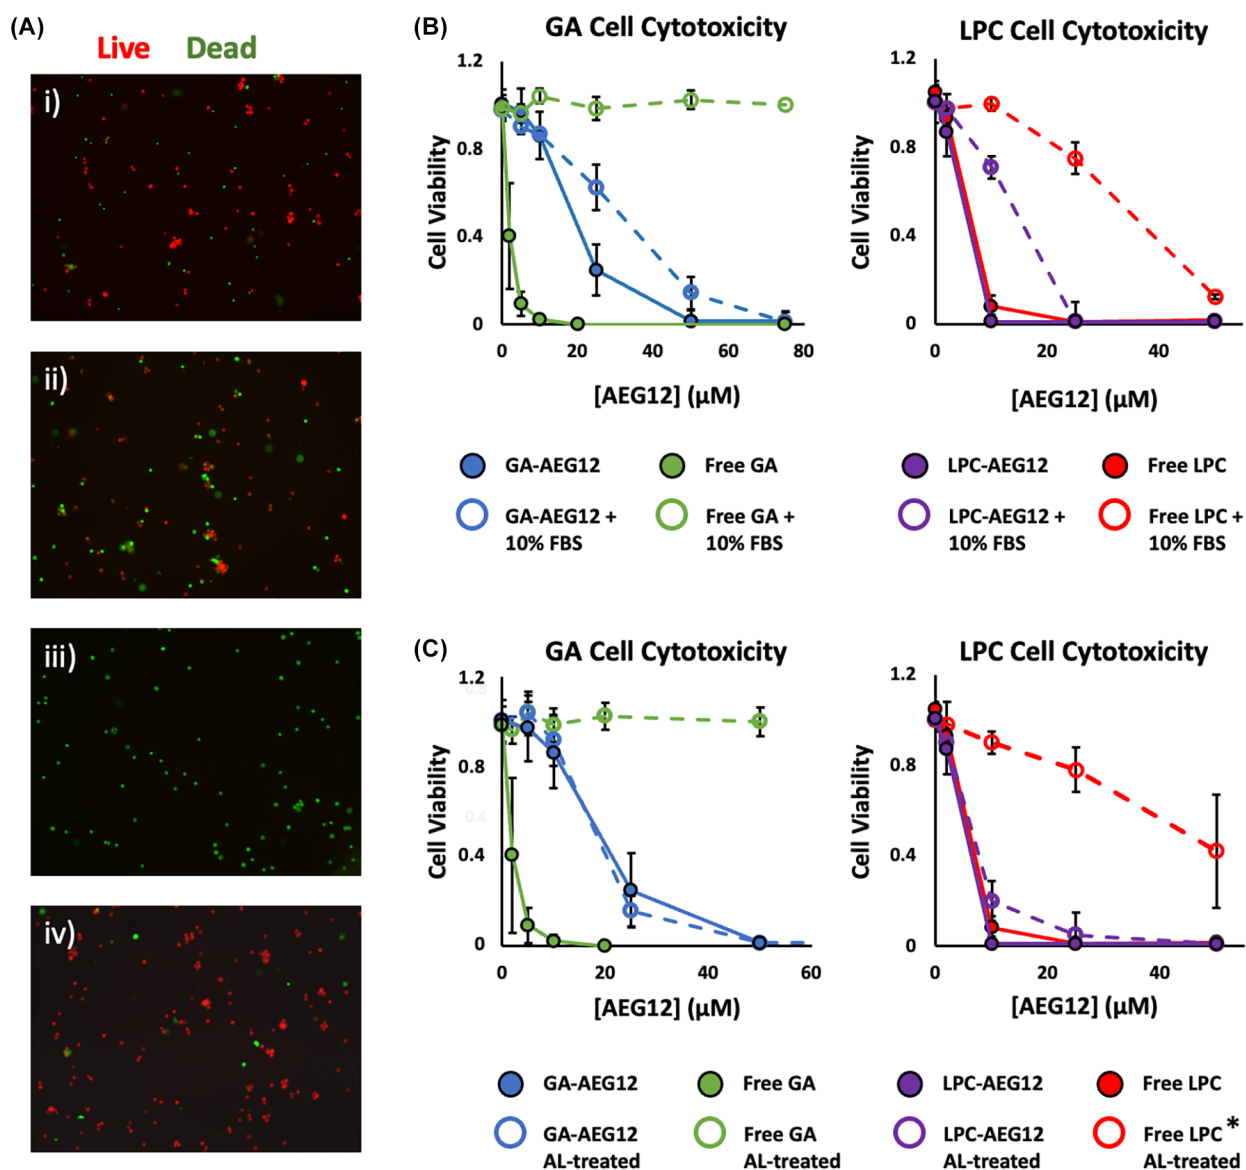 (A)
Live Dead
i)
ii)
iii)
iv)
(B)
GA Cell Cytotoxicity
1.2
0.8
0.4
0
Cell Viability
0 20 40 60 80
[AEG12] (μM)
LPC Cell Cytotoxicity
1.2
0.8
0.4
0
Cell Viability
0 20 40
[AEG12] (μM)
GA-AEG12
Free GA
GA-AEG12 +
10% FBS
Free GA +
10% FBS
LPC-AEG12
Free LPC
LPC-AEG12 +
10% FBS
Free LPC +
10% FBS
(C)
GA Cell Cytotoxicity
1.2
0.8
0.8
0.4
0.4
0
Cell Viability
0 20 40 60
[AEG12] (μM)
LPC Cell Cytotoxicity
1.2
0.8
0.4
0
Cell Viability
0 20 40
[AEG12] (μM)
GA-AEG12
Free GA
GA-AEG12
AL-treated
Free GA
AL-treated
LPC-AEG12
Free LPC
LPC-AEG12
AL-treated
Free LPC *
AL-treated